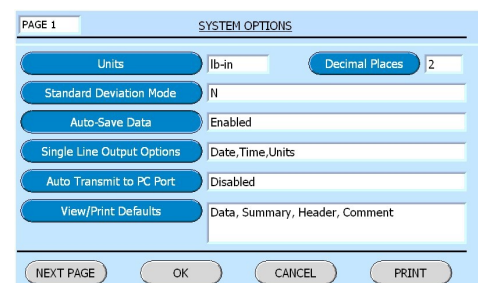 PAGE 1 SYSTEM OPTIONS
Units lb-in Decimal Places 2
Standard Deviation Mode N
Auto-Save Data Enabled
Single Line Output Options Date,Time,Units
Auto Transmit to PC Port Disabled
View/Print Defaults Data, Summary, Header, Comment
NEXT PAGE OK CANCEL PRINT